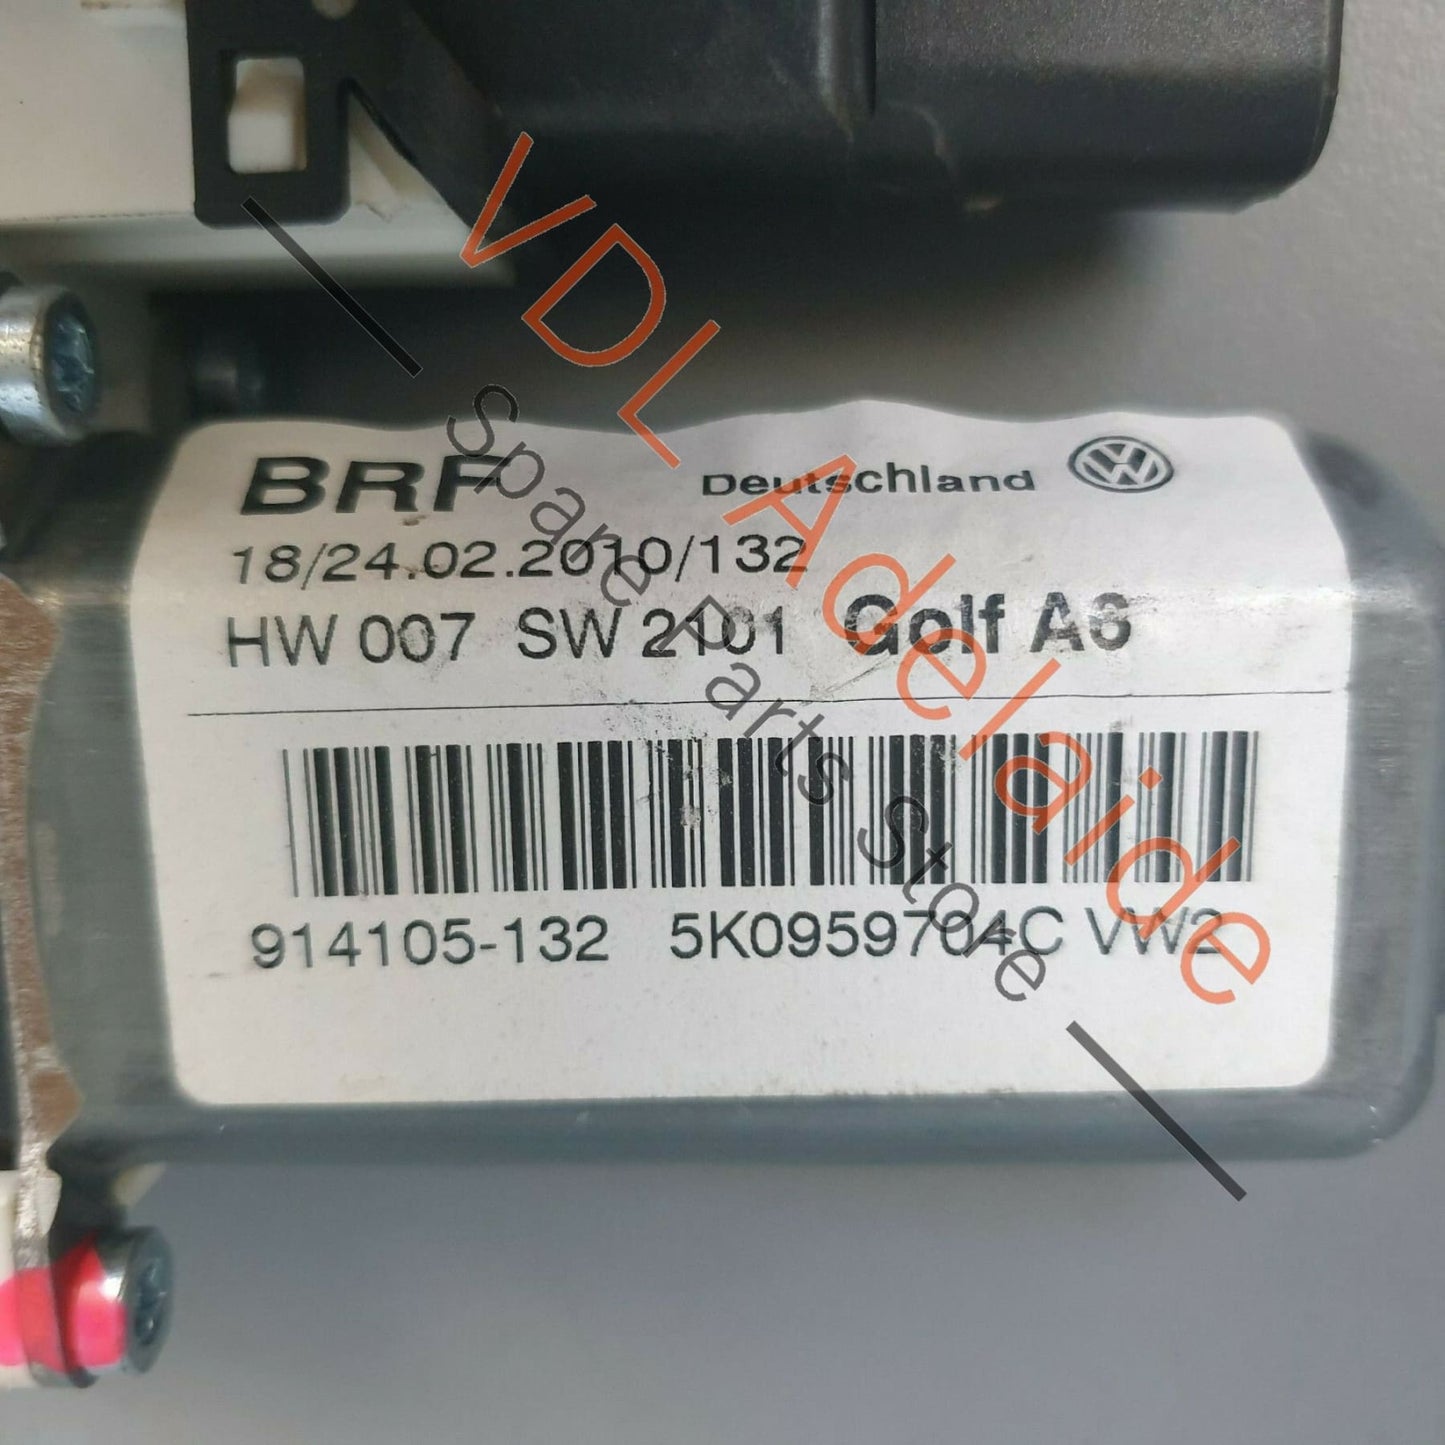 BRF Deutschland
18/24.02.2010/132
HW 007 SW 2101 Golf A6
914105-132 5K0959704C VW2
VDL Adelaide
Spare Parts Store